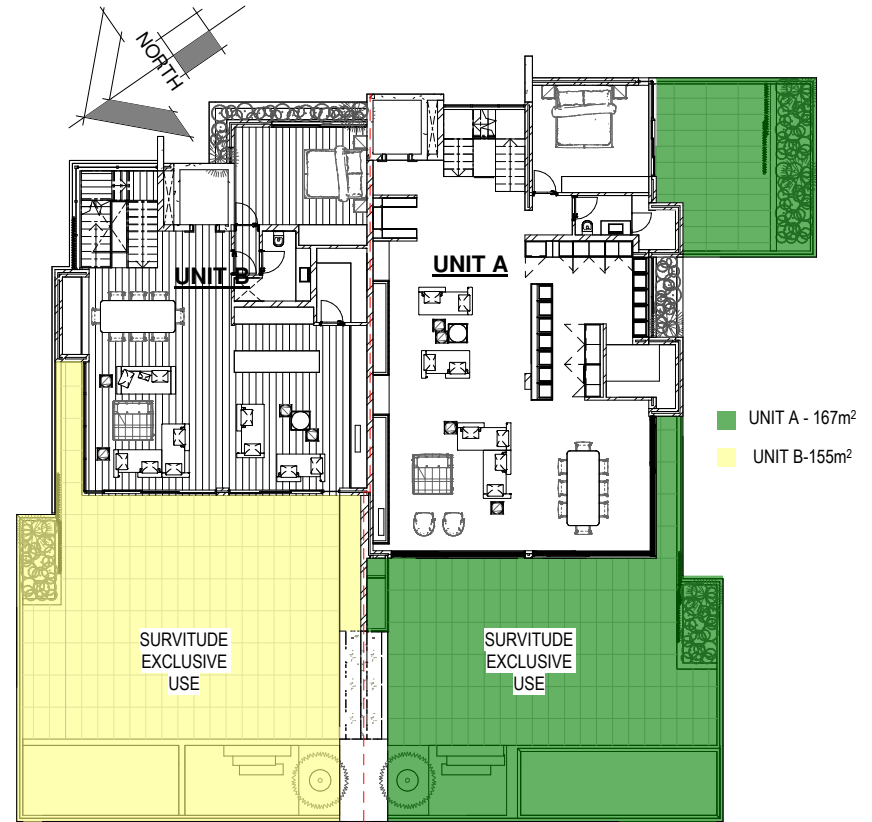 NORTH
UNIT B
UNIT A
UNIT A - 167m²
UNIT B-155m²
SURVITUDE
EXCLUSIVE
USE
SURVITUDE
EXCLUSIVE
USE